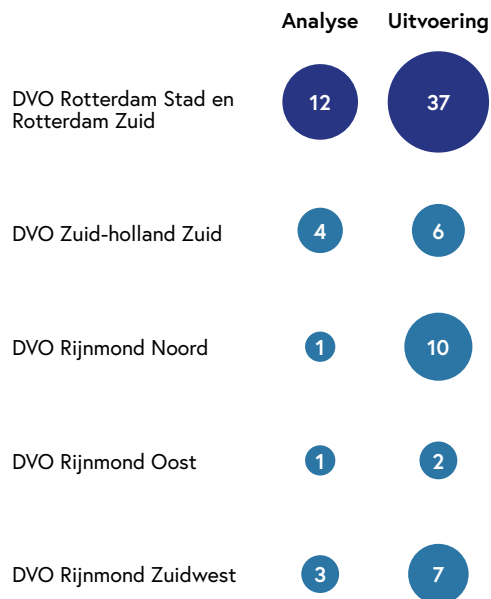 Analyse Uitvoering
DVO Rotterdam Stad en
Rotterdam Zuid
12 37
DVO Zuid-holland Zuid 4 6
DVO Rijnmond Noord 1 10
DVO Rijnmond Oost 1 2
DVO Rijnmond Zuidwest 3 7